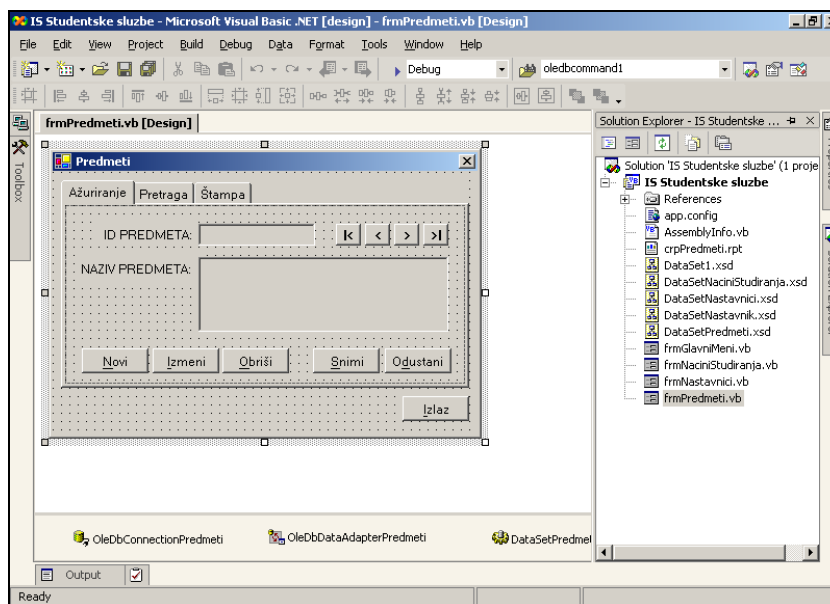 IS Studentske sluzbe - Microsoft Visual Basic .NET [design] - frmPredmeti.vb [Design]
File Edit View Project Build Debug Data Format Tools Window Help
Debug oledbcommand1
frmPredmeti.vb [Design]
Toolbox
Predmeti
Ažuriranje Pretraga Štampa
ID PREDMETA:
NAZIV PREDMETA:
Novi Izmeni Obriši Snimi Odustani
Izlaz
OleDbConnectionPredmeti OleDbDataAdapterPredmeti DataSetPredmet
Solution Explorer - IS Studentske ...
Solution 'IS Studentske sluzbe' (1 proje
IS Studentske sluzbe
References
app.config
AssemblyInfo.vb
crpPredmeti.rpt
DataSet1.xsd
DataSetNaciniStudiranja.xsd
DataSetNastavnici.xsd
DataSetNastavnik.xsd
DataSetPredmeti.xsd
frmGlavniMeni.vb
frmNaciniStudiranja.vb
frmNastavnici.vb
frmPredmeti.vb
Output
Ready